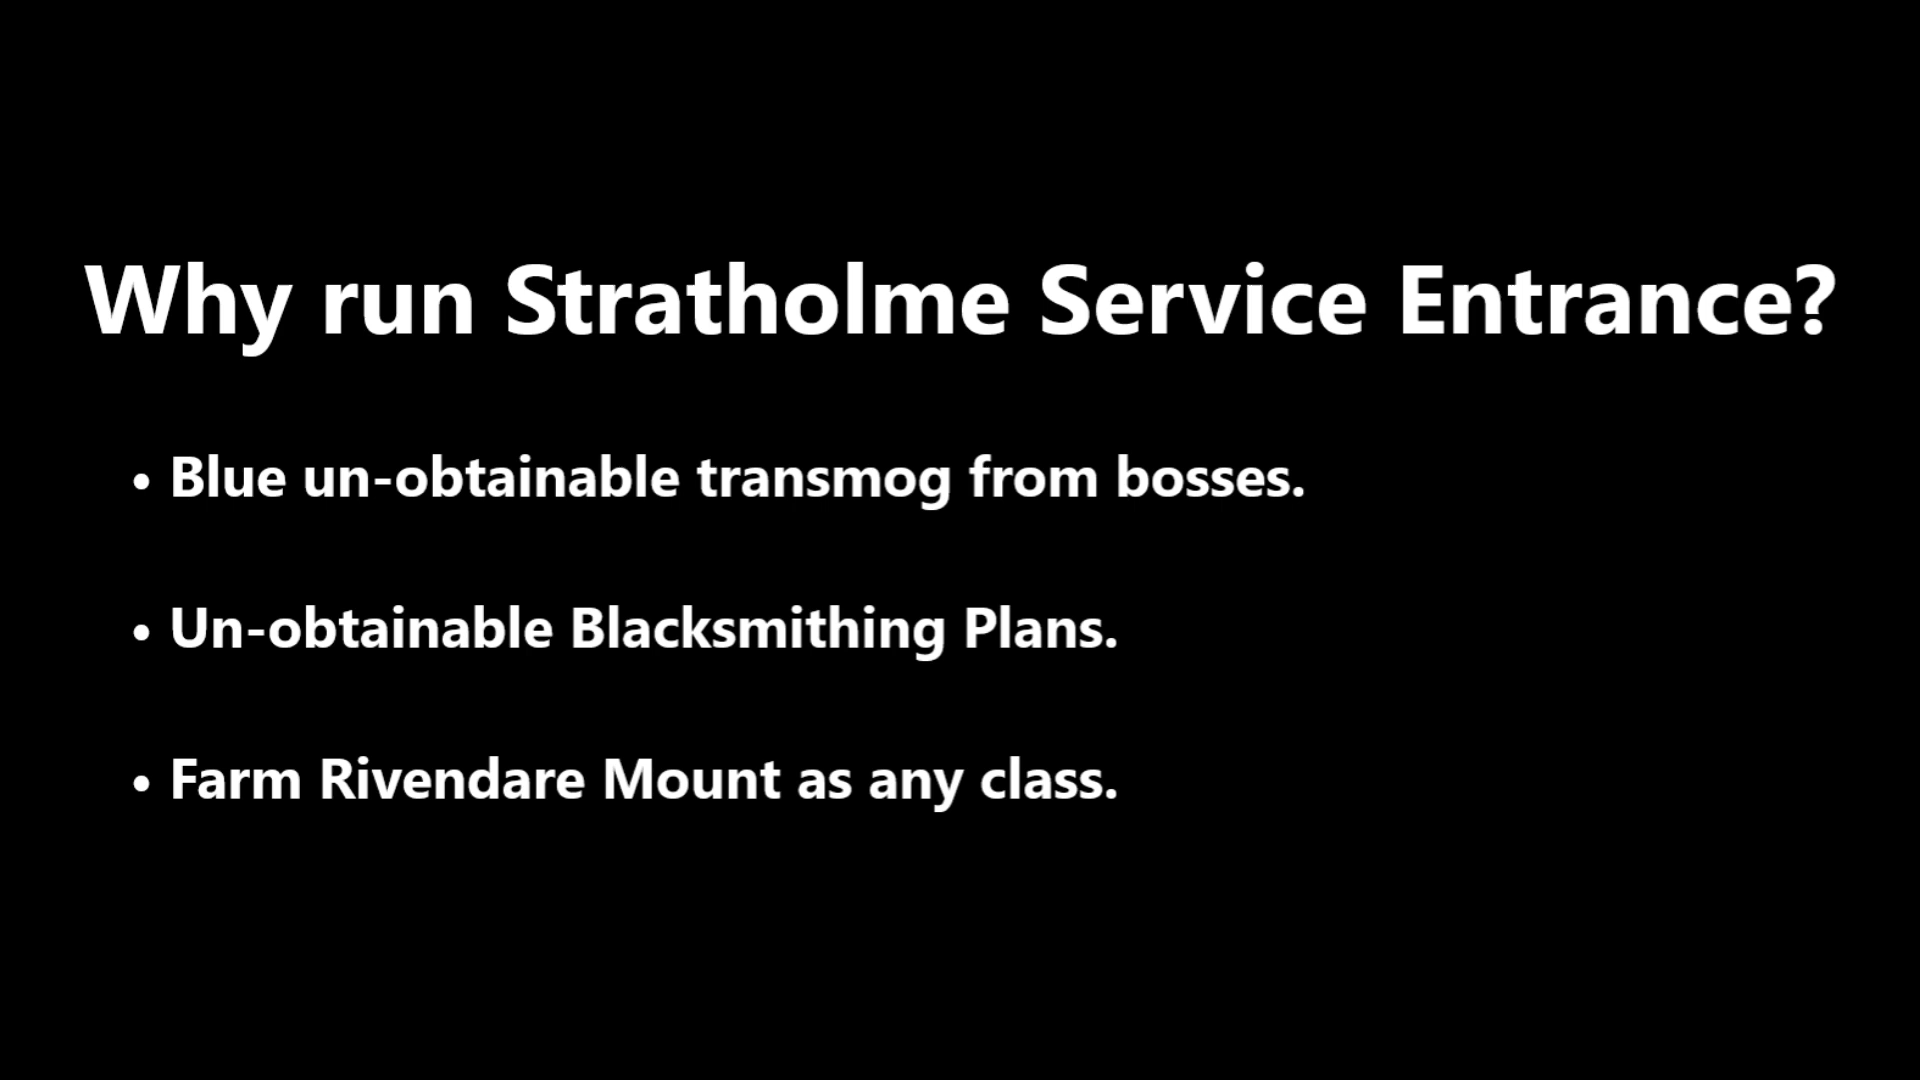 Why run Stratholme Service Entrance?
• Blue un-obtainable transmog from bosses.
• Un-obtainable Blacksmithing Plans.
• Farm Rivendare Mount as any class.